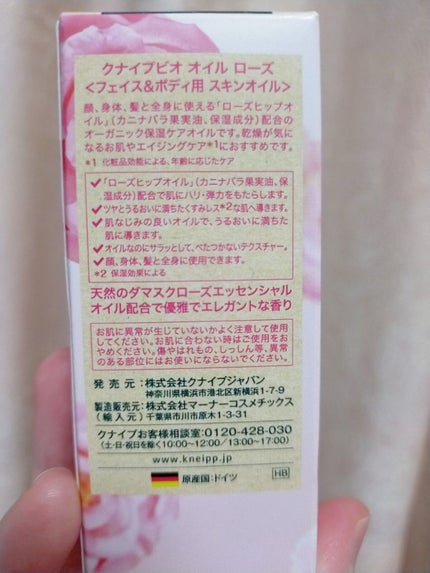 クナイプビオ オイル ローズ
<フェイス&ボディ用 スキンオイル>
顔、身体、髪と全身に使える「ローズヒップオ
イル」(カニナバラ果実油、保湿成分)配合の
オーガニック保湿ケアオイルです。乾燥が気に
なるお肌やエイジングケア*1におすすめです。
*1 化粧品効能による、年齢に応じたケア
✓「ローズヒップオイル」(カニナバラ果実油、保
湿成分)配合で肌にハリ・弾力をもたらします。
✓ツヤとうるおいに満ちたくすみレス*2な肌へ導きます。
✓肌なじみの良いオイルで、うるおいに満ちた
肌に導きます。
✓オイルなのにサラッとして、べたつかないテクスチャー。
✓顔、身体、髪と全身に使用できます。
*2 保湿効果による
天然のダマスクローズエッセンシャル
オイル配合で優雅でエレガントな香り
お肌に異常が生じていないかよく注意して使用
してください。お肌に合わない時はご使用をお
やめください。傷やはれもの、しっしん等、異常
のある部位にはお使いにならないでください。
発売元:株式会社クナイプジャパン
神奈川県横浜市港北区新横浜1-7-9
製造販売元:株式会社マーナーコスメチックス
(輸入元) 千葉県市川市原木1-3-31
クナイプお客様相談室:0120-428-030
(土・日・祝日を除く10:00~12:00/13:00~17:00)
www.kneipp.jp
原産国:ドイツ HB